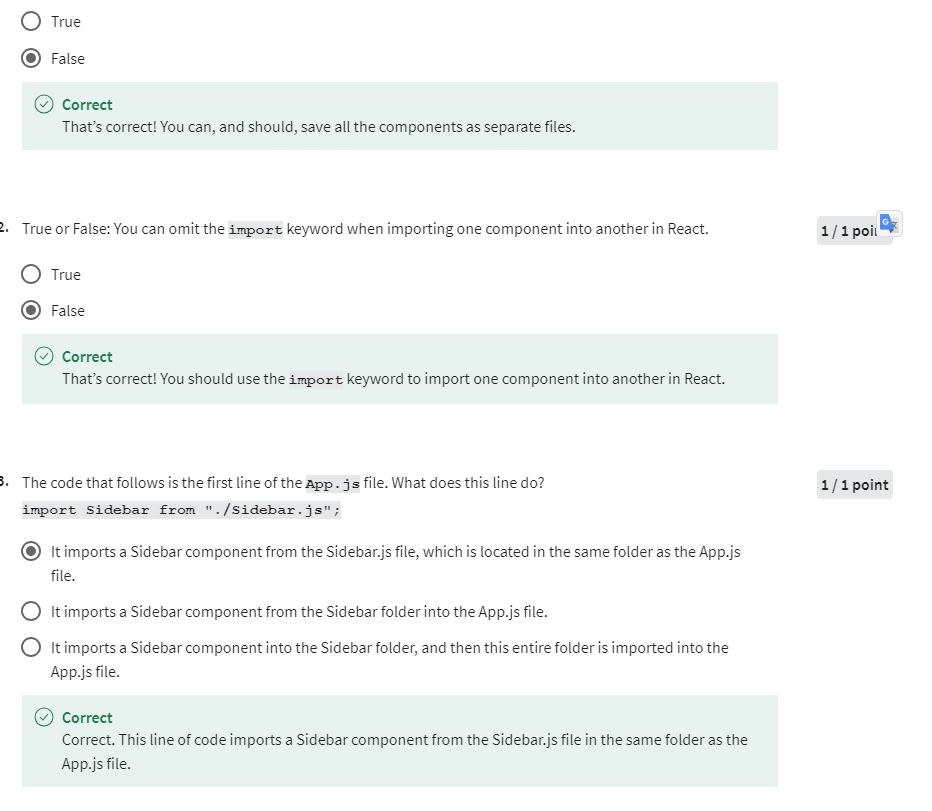 True
False
Correct
That's correct! You can, and should, save all the components as separate files.
2. True or False: You can omit the import keyword when importing one component into another in React.
1 / 1
True
False
Correct
That's correct! You should use the import keyword to import one component into another in React.
3. The code that follows is the first line of the App.js file. What does this line do?
1 / 1 point
import Sidebar from "./Sidebar.js";
It imports a Sidebar component from the Sidebar.js file, which is located in the same folder as the App.js
file.
It imports a Sidebar component from the Sidebar folder into the App.js file.
It imports a Sidebar component into the Sidebar folder, and then this entire folder is imported into the
App.js file.
Correct
Correct. This line of code imports a Sidebar component from the Sidebar.js file in the same folder as the
App.js file.